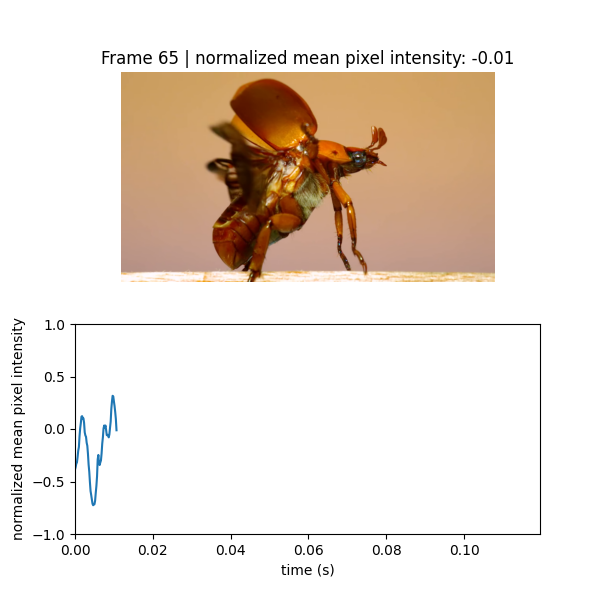 Frame 65 | normalized mean pixel intensity: -0.01
normalized mean pixel intensity
1.0
0.5
0.0
−0.5
−1.0
0.00 0.02 0.04 0.06 0.08 0.10
time (s)